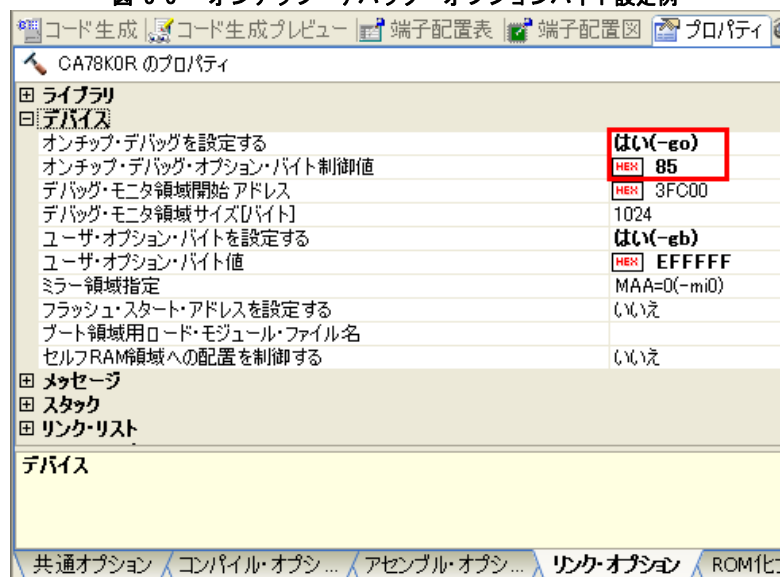 コード生成 コード生成プレビュー 端子配置表 端子配置図 プロパティ
CA78K0R のプロパティ
ライブラリ
デバイス
オンチップ・デバッグを設定する はい(-go)
オンチップ・デバッグ・オプション・バイト制御値 HEX 85
デバッグ・モニタ領域開始アドレス HEX 3FC00
デバッグ・モニタ領域サイズ[バイト] 1024
ユーザ・オプション・バイトを設定する はい(-gb)
ユーザ・オプション・バイト値 HEX EFFFFF
ミラー領域指定 MAA=0(-mi0)
フラッシュ・スタート・アドレスを設定する いいえ
ブート領域用ロード・モジュール・ファイル名
セルフRAM領域への配置を制御する いいえ
メッセージ
スタック
リンク・リスト
デバイス
共通オプション コンパイル・オプシ... アセンブル・オプシ... リンク・オプション ROM化